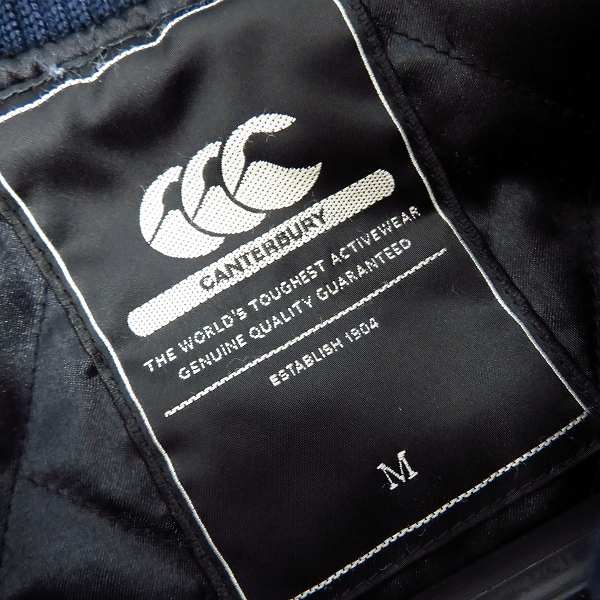 CANTERBURY
THE WORLD'S TOUGHEST ACTIVEWEAR
GENUINE QUALITY GUARANTEED
ESTABLISH 1904
M